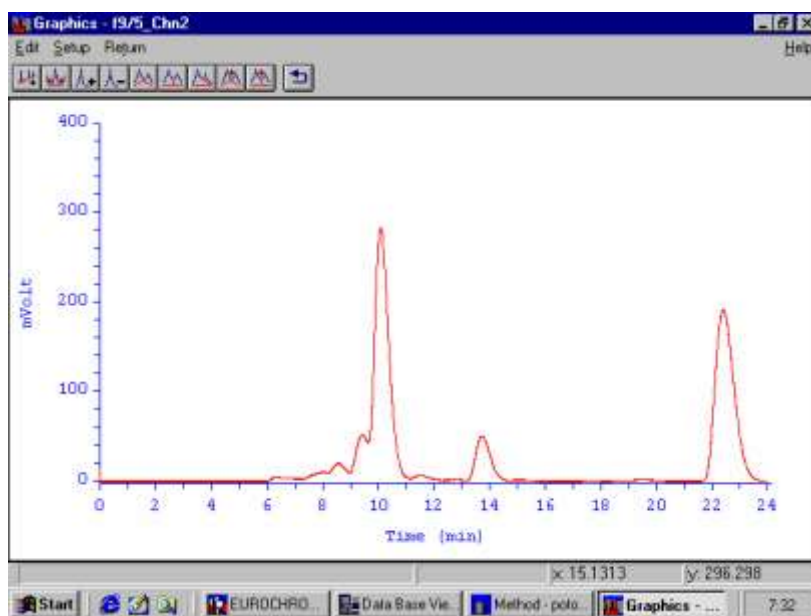 Graphics - f9/5_Chn2
Edit Setup Return Help
400
300
200
100
0
mVolt
0 2 4 6 8 10 12 14 16 18 20 22 24
Time (min)
x: 15.1313 y: 296.298
Start EUROCHRO... Data Base Vie... Method - polo... Graphics - ... 7:32